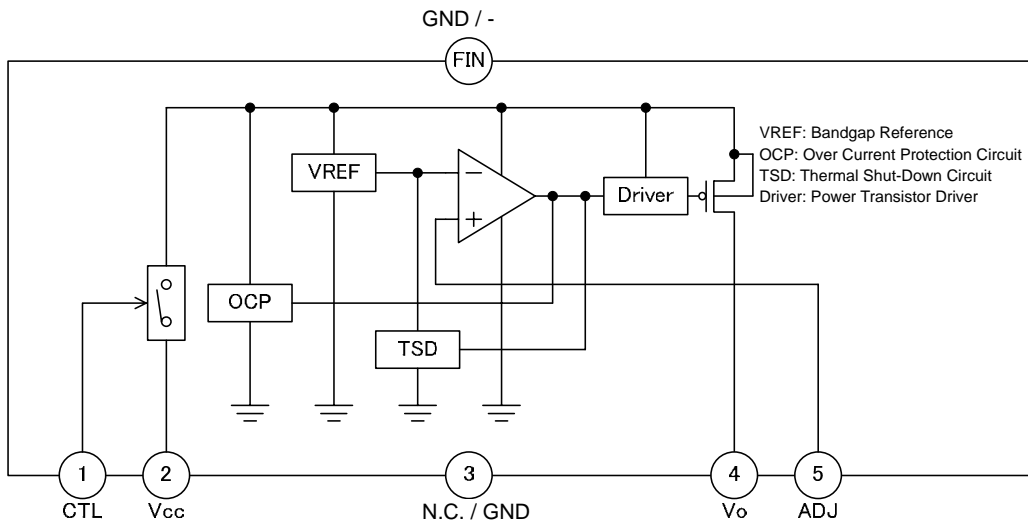 GND / -
FIN
VREF: Bandgap Reference
OCP: Over Current Protection Circuit
TSD: Thermal Shut-Down Circuit
Driver: Power Transistor Driver
VREF
−
+
Driver
OCP
TSD
1
2
3
4
5
CTL
Vcc
N.C. / GND
Vo
ADJ